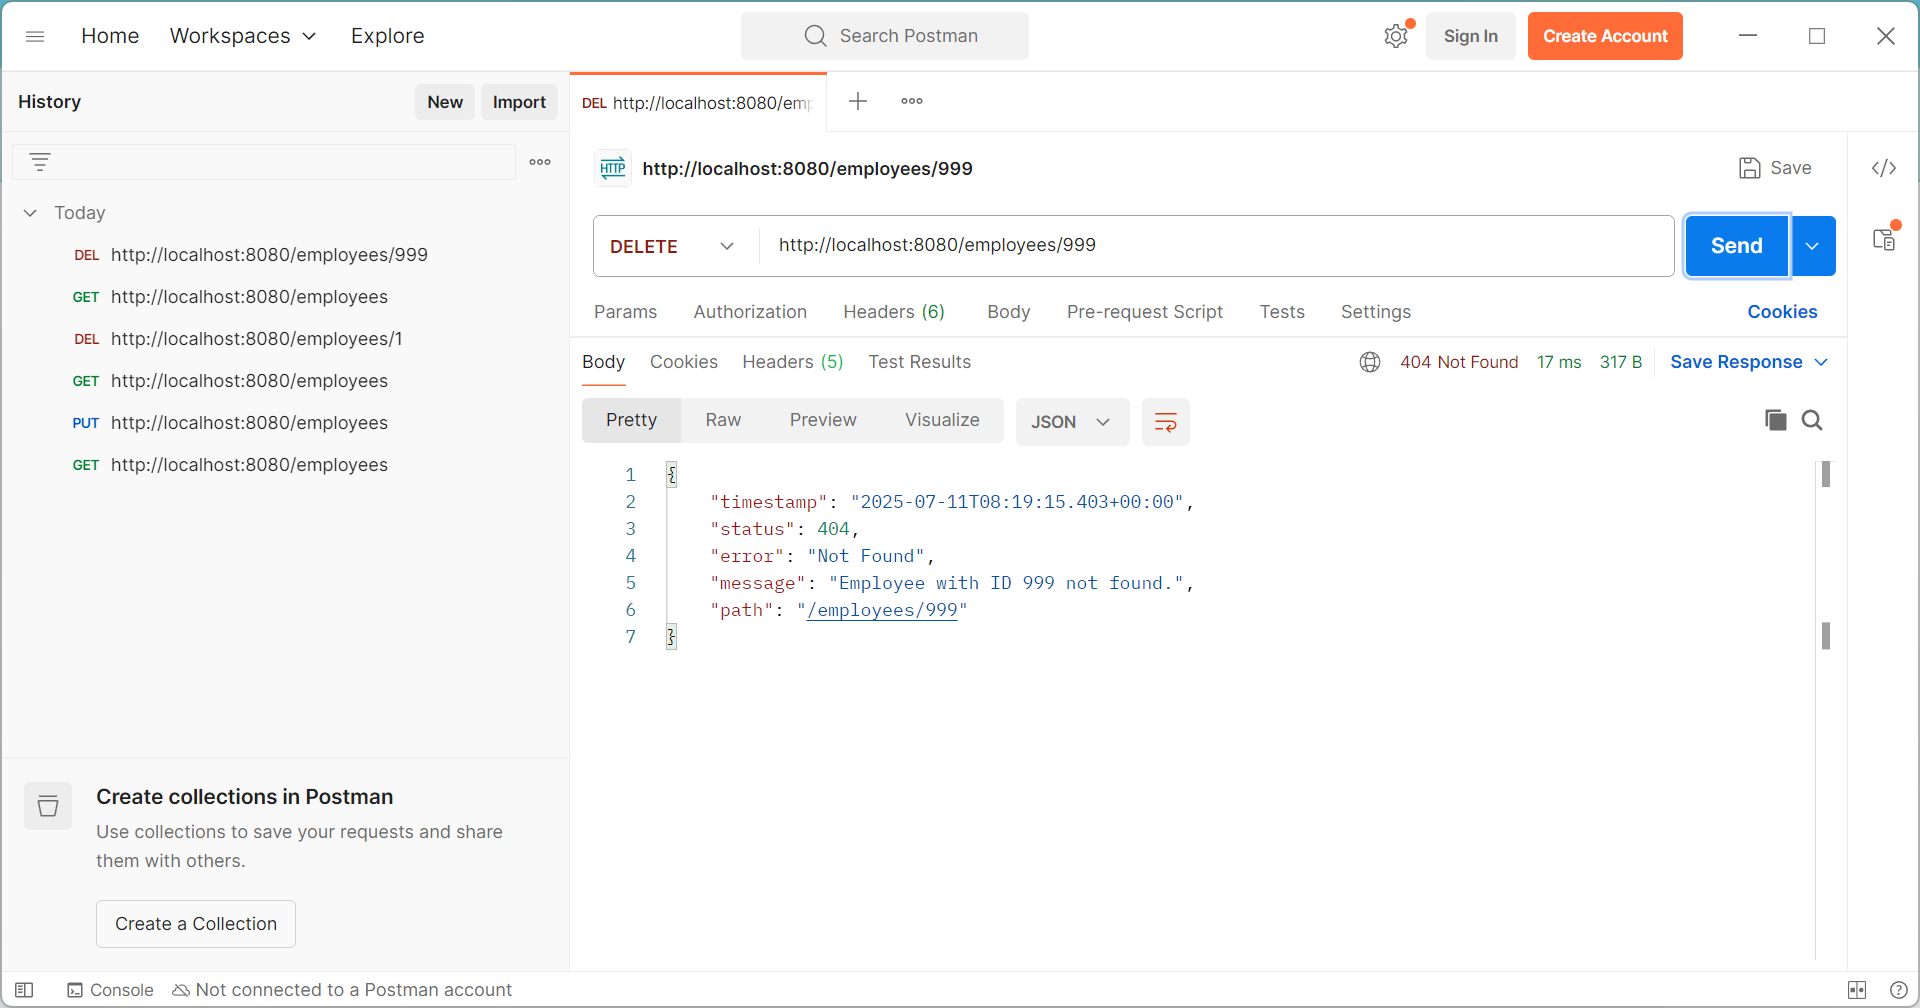 Home Workspaces Explore Search Postman Sign In Create Account
History New Import
Today
DEL http://localhost:8080/employees/999
GET http://localhost:8080/employees
DEL http://localhost:8080/employees/1
GET http://localhost:8080/employees
PUT http://localhost:8080/employees
GET http://localhost:8080/employees
Create collections in Postman
Use collections to save your requests and share
them with others.
Create a Collection
DEL http://localhost:8080/emp
HTTP http://localhost:8080/employees/999 Save
DELETE http://localhost:8080/employees/999 Send
Params Authorization Headers (6) Body Pre-request Script Tests Settings Cookies
Body Cookies Headers (5) Test Results 404 Not Found 17 ms 317 B Save Response
Pretty Raw Preview Visualize JSON
1 {
2 "timestamp": "2025-07-11T08:19:15.403+00:00",
3 "status": 404,
4 "error": "Not Found",
5 "message": "Employee with ID 999 not found.",
6 "path": "/employees/999"
7 }
Console Not connected to a Postman account